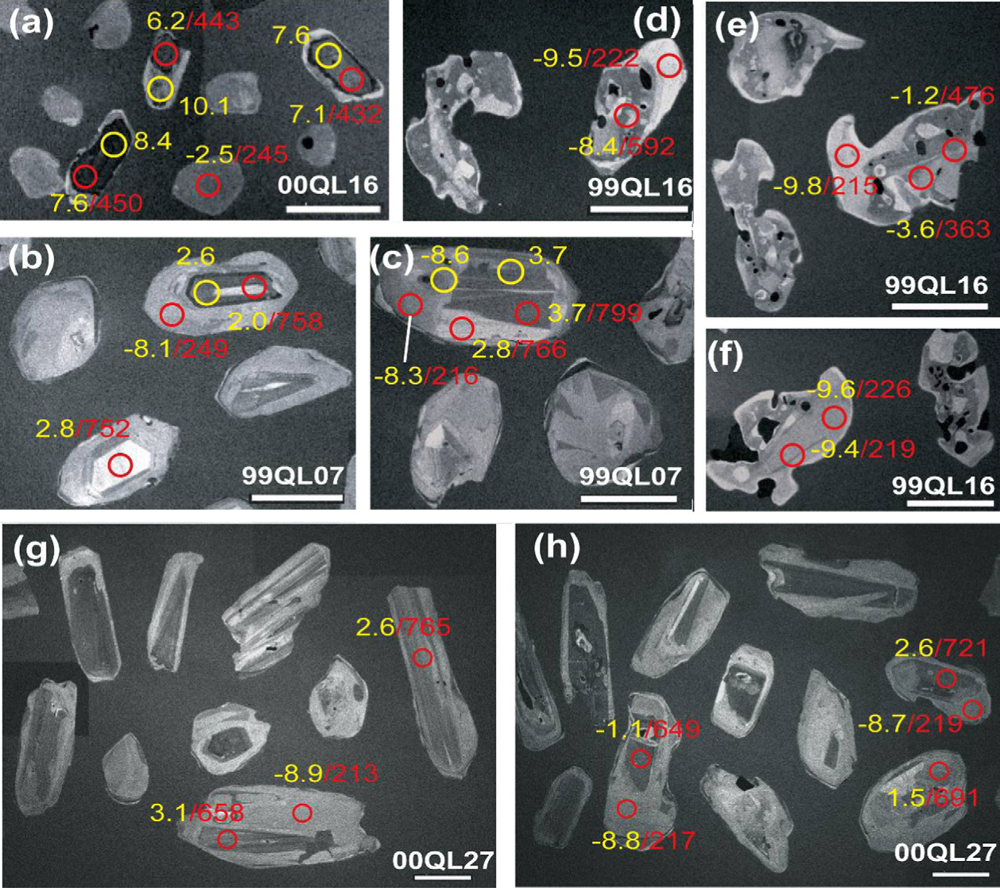 (a)
6.2/443
7.6
10.1
7.1/432
8.4
-2.5/245
7.6/450
00QL16
(d)
-9.5/222
-8.4/592
99QL16
(e)
-1.2/476
-9.8/215
-3.6/363
99QL16
(b)
2.6
2.0/758
-8.1/249
2.8/752
99QL07
(c)
-8.6
3.7
3.7/799
2.8/766
-8.3/216
99QL07
(f)
-9.6/226
-9.4/219
99QL16
(g)
2.6/765
-8.9/213
3.1/658
00QL27
(h)
2.6/721
-8.7/219
-1.1/649
1.5/691
-8.8/217
00QL27